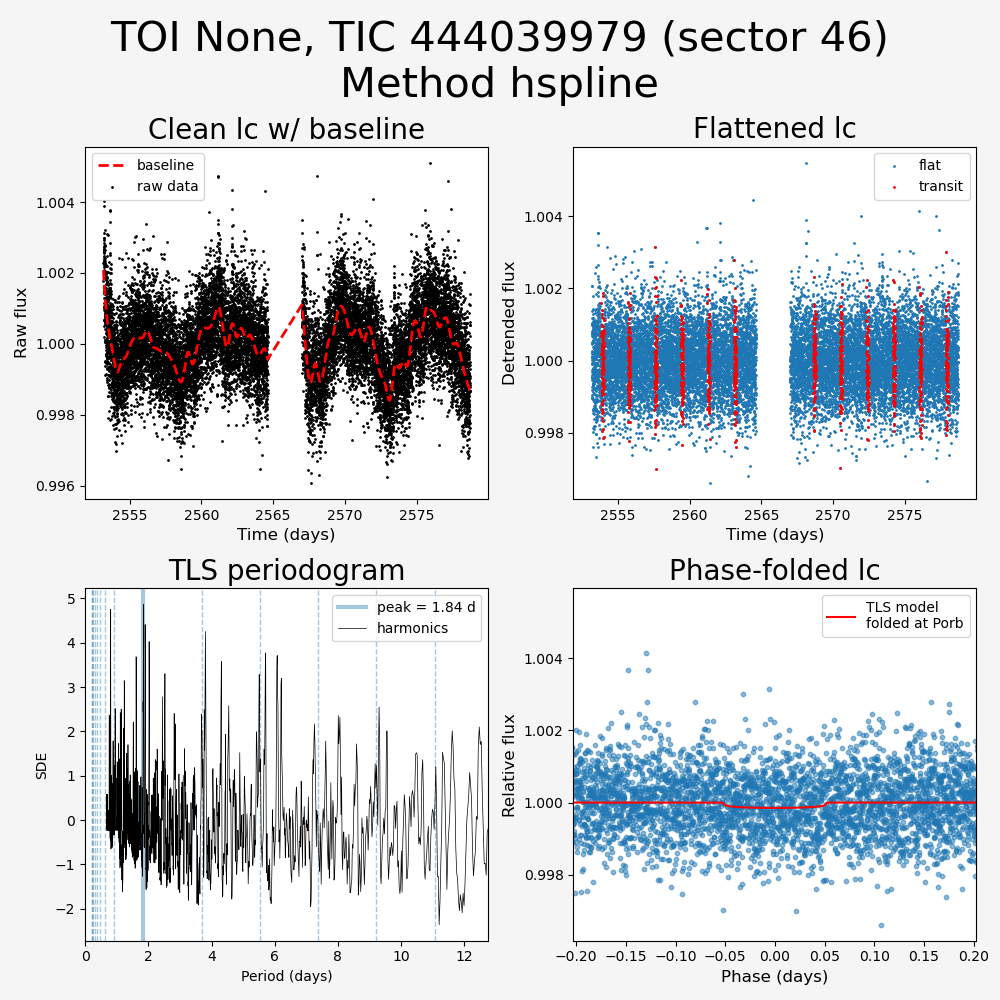 TOI None, TIC 444039979 (sector 46)
Method hspline
Clean lc w/ baseline
baseline
raw data
1.004
1.002
1.000
0.998
0.996
Raw flux
2555
2560
2565
2570
2575
Time (days)
Flattened lc
flat
transit
1.004
1.002
1.000
0.998
Detrended flux
2555
2560
2565
2570
2575
Time (days)
TLS periodogram
peak = 1.84 d
harmonics
5
4
3
2
1
0
−1
−2
SDE
0
2
4
6
8
10
12
Period (days)
Phase-folded lc
TLS model
folded at Porb
1.004
1.002
1.000
0.998
Relative flux
−0.20
−0.15
−0.10
−0.05
0.00
0.05
0.10
0.15
0.20
Phase (days)